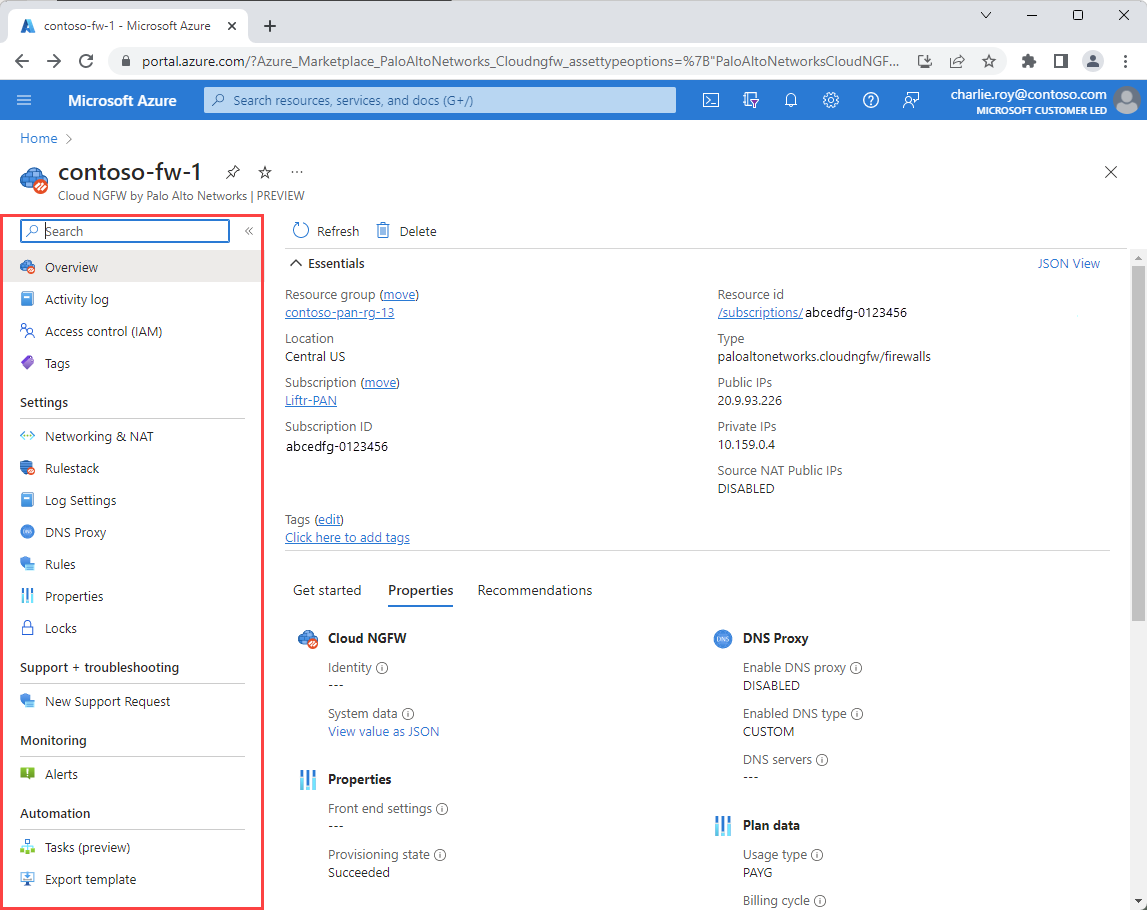 contoso-fw-1 - Microsoft Azure
portal.azure.com/?Azure_Marketplace_PaloAltoNetworks_Cloudngfw_assettypeoptions=%7B"PaloAltoNetworksCloudNGF...
Microsoft Azure
Search resources, services, and docs (G+/)
charlie.roy@contoso.com
MICROSOFT CUSTOMER LED
Home
contoso-fw-1
Cloud NGFW by Palo Alto Networks | PREVIEW
Search
Overview
Activity log
Access control (IAM)
Tags
Settings
Networking & NAT
Rulestack
Log Settings
DNS Proxy
Rules
Properties
Locks
Support + troubleshooting
New Support Request
Monitoring
Alerts
Automation
Tasks (preview)
Export template
Refresh
Delete
Essentials
JSON View
Resource group (move)
contoso-pan-rg-13
Location
Central US
Subscription (move)
Liftr-PAN
Subscription ID
abcedfg-0123456
Resource id
/subscriptions/ abcedfg-0123456
Type
paloaltonetworks.cloudngfw/firewalls
Public IPs
20.9.93.226
Private IPs
10.159.0.4
Source NAT Public IPs
DISABLED
Tags (edit)
Click here to add tags
Get started
Properties
Recommendations
Cloud NGFW
Identity
---
System data
View value as JSON
Properties
Front end settings
---
Provisioning state
Succeeded
DNS
DNS Proxy
Enable DNS proxy
DISABLED
Enabled DNS type
CUSTOM
DNS servers
---
Plan data
Usage type
PAYG
Billing cycle